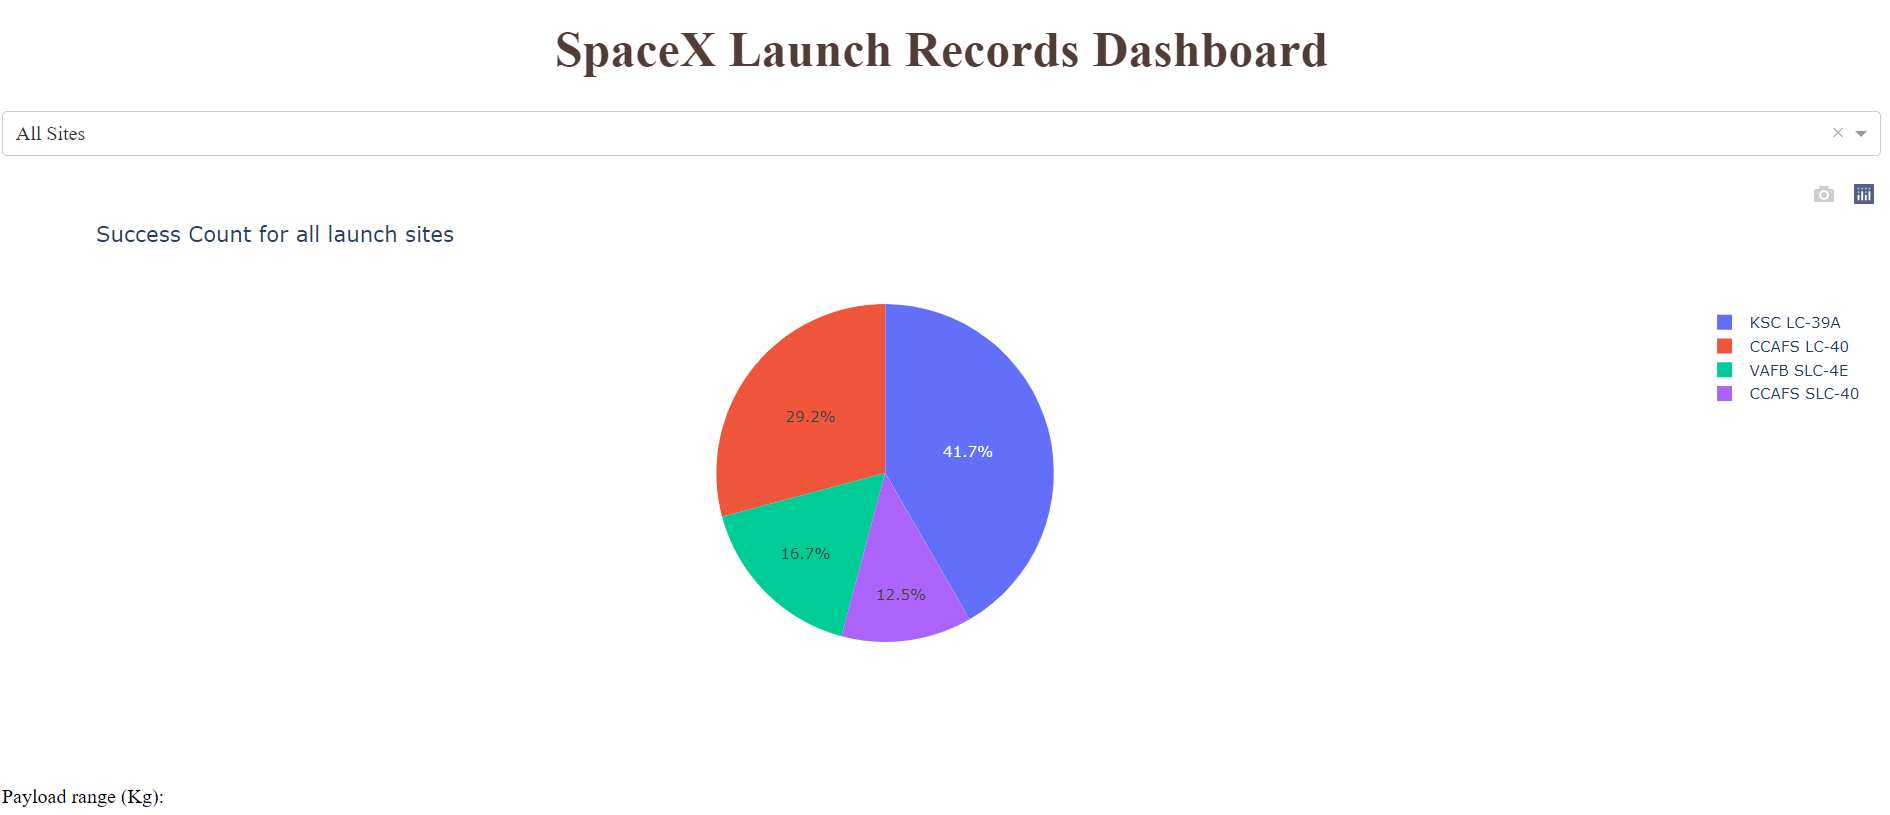 SpaceX Launch Records Dashboard
All Sites
Success Count for all launch sites
KSC LC-39A
CCAFS LC-40
VAFB SLC-4E
CCAFS SLC-40
29.2%
41.7%
16.7%
12.5%
Payload range (Kg):